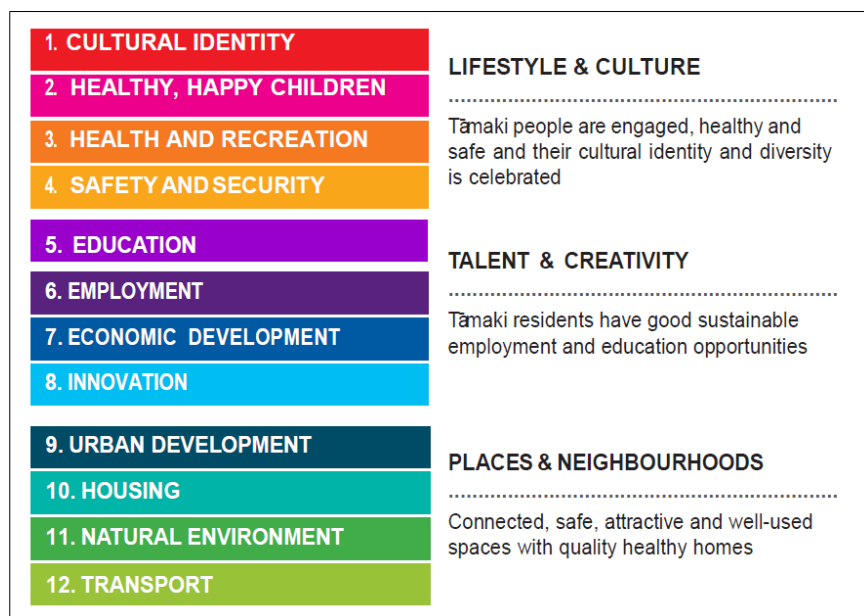 1. CULTURAL IDENTITY
2. HEALTHY, HAPPY CHILDREN
3. HEALTH AND RECREATION
4. SAFETY AND SECURITY
LIFESTYLE & CULTURE
Tāmaki people are engaged, healthy and
safe and their cultural identity and diversity
is celebrated
5. EDUCATION
6. EMPLOYMENT
7. ECONOMIC DEVELOPMENT
8. INNOVATION
TALENT & CREATIVITY
Tāmaki residents have good sustainable
employment and education opportunities
9. URBAN DEVELOPMENT
10. HOUSING
11. NATURAL ENVIRONMENT
12. TRANSPORT
PLACES & NEIGHBOURHOODS
Connected, safe, attractive and well-used
spaces with quality healthy homes